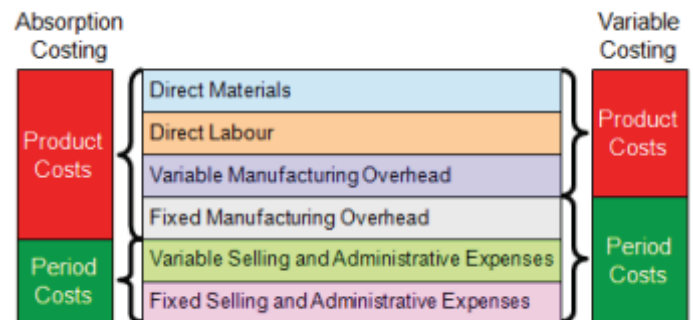 Absorption
Costing
Variable
Costing
Product
Costs
Period
Costs
Direct Materials
Direct Labour
Variable Manufacturing Overhead
Fixed Manufacturing Overhead
Variable Selling and Administrative Expenses
Fixed Selling and Administrative Expenses
Product
Costs
Period
Costs